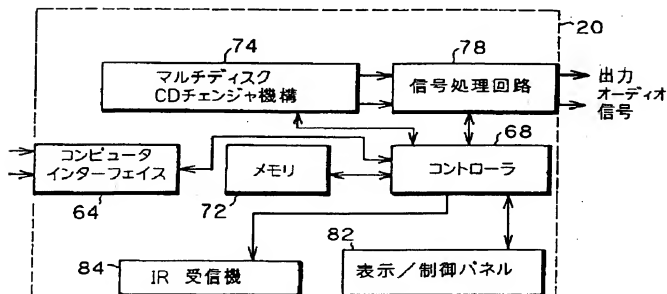 20
74
78
マルチディスク
CDチェンジャ機構
信号処理回路
出力
オーディオ
信号
68
コンピュータ
インターフェイス
メモリ
コントローラ
64
72
82
84
IR 受信機
表示/制御パネル